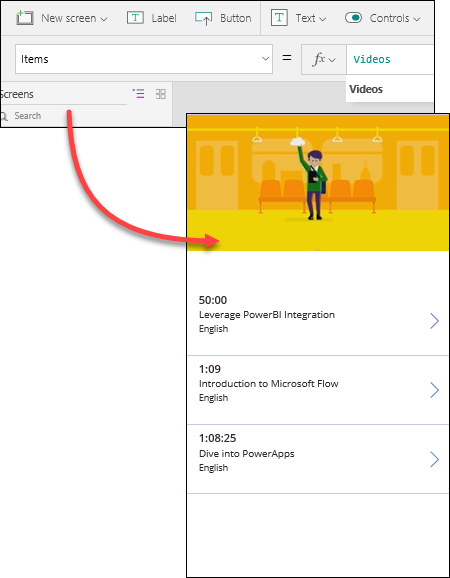 New screen Label Button Text Controls
Items = fx Videos
Videos
Screens
Search
50:00
Leverage PowerBI Integration
English
1:09
Introduction to Microsoft Flow
English
1:08:25
Dive into PowerApps
English